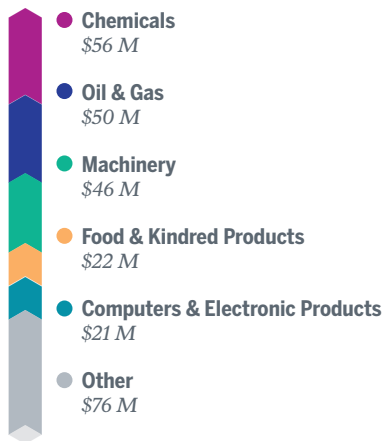 Chemicals
$56 M
Oil & Gas
$50 M
Machinery
$46 M
Food & Kindred Products
$22 M
Computers & Electronic Products
$21 M
Other
$76 M